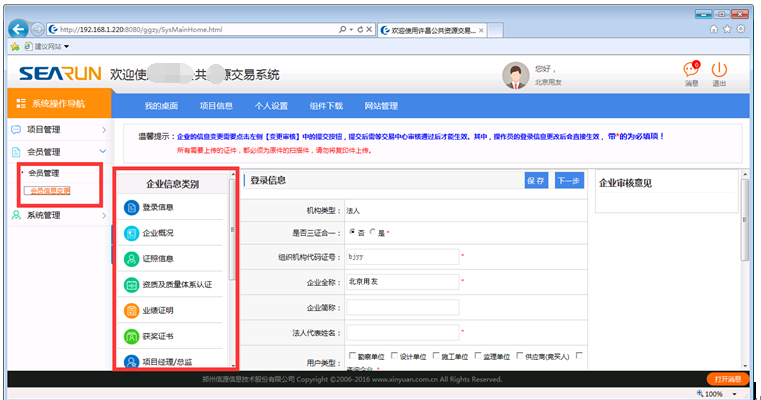 http://192.168.1.220:8080/ggzy/SysMainHome.html
欢迎使用许昌公共资源交易...
建议网站
SEARUN 欢迎使 共 源交易系统
您好，
北京用友
6
消息
退出
系统操作导航
我的桌面 项目信息 个人设置 组件下载 网站管理
项目管理
会员管理
会员管理
会员信息变更
系统管理
温馨提示：企业的信息变更需要点击左侧【变更审核】中的提交按钮，提交后需等交易中心审核通过后才能生效。其中，操作员的登录信息更改后会直接生效，带*的为必填项！
所有需要上传的证件，都必须为原件的扫描件，请勿将复印件上传。
企业信息类别
登录信息
企业概况
证照信息
资质及质量体系认证
业绩证明
获奖证书
项目经理/总监
登录信息
保存 下一步
机构类型： 法人
是否三证合一： 否 是*
组织机构代码证号： bjyy *
企业全称： 北京用友 *
企业简称：
法人代表姓名： *
用户类型： 勘察单位 设计单位 施工单位 监理单位 供应商(竞买人)
咨询企业 *
企业审核意见
郑州信源信息技术股份有限公司 Copyright ©2006-2016 www.xinyuan.com.cn All Rights Reserved.
打开消息
100%